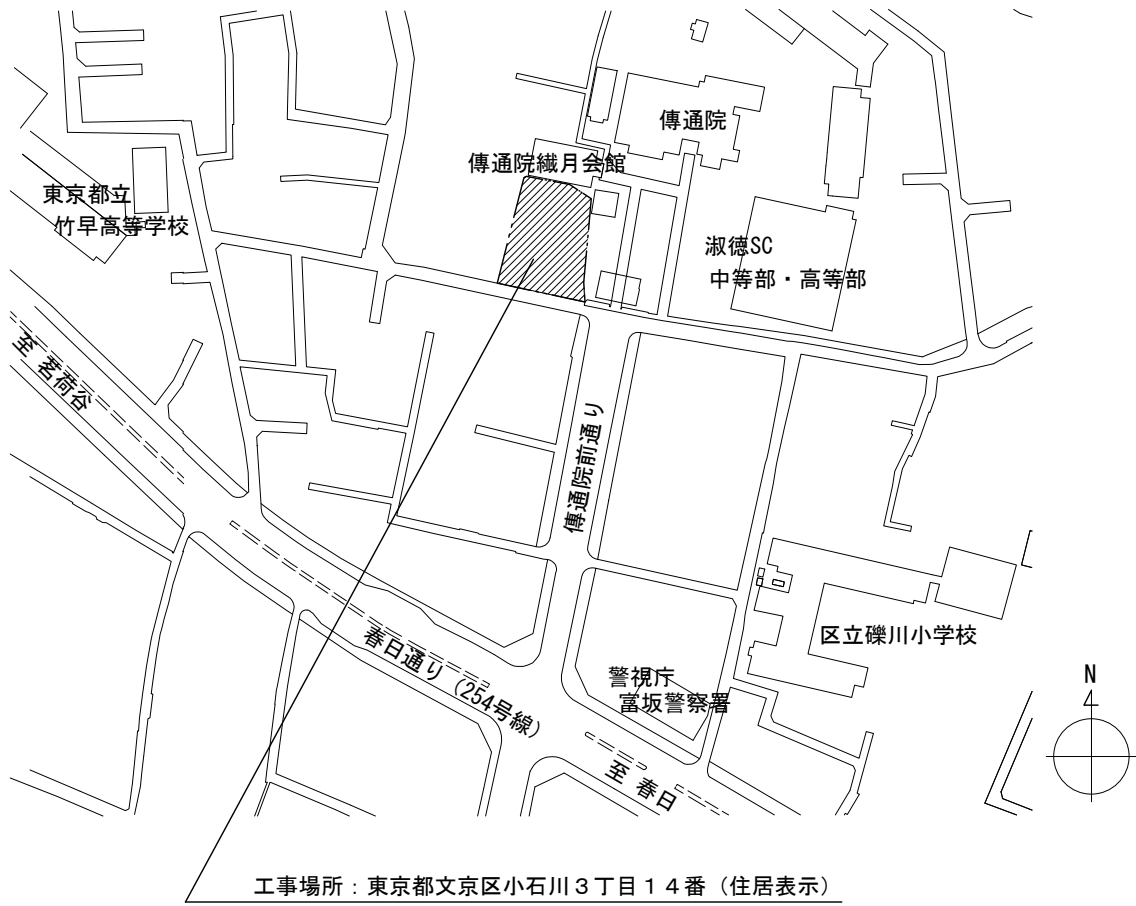 傳通院
傳通院繊月会館
東京都立
竹早高等学校
淑徳SC
中等部・高等部
至 茗荷谷
傳通院前通り
区立礫川小学校
春日通り（254号線）
警視庁
富坂警察署
N
至 春日
工事場所：東京都文京区小石川３丁目１４番（住居表示）